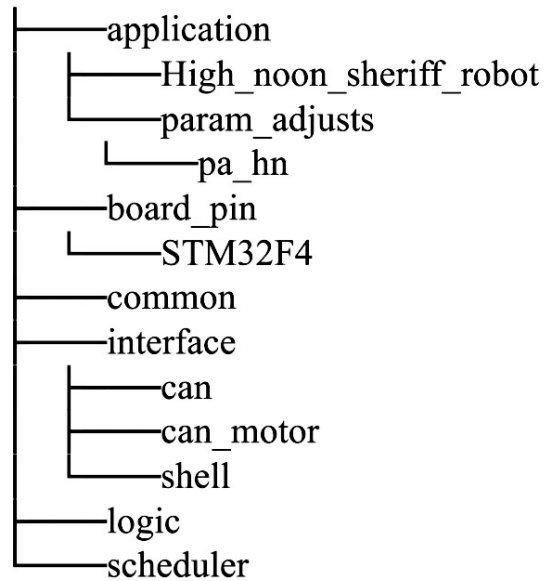 application
High_noon_sheriff_robot
param_adjusts
pa_hn
board_pin
STM32F4
common
interface
can
can_motor
shell
logic
scheduler